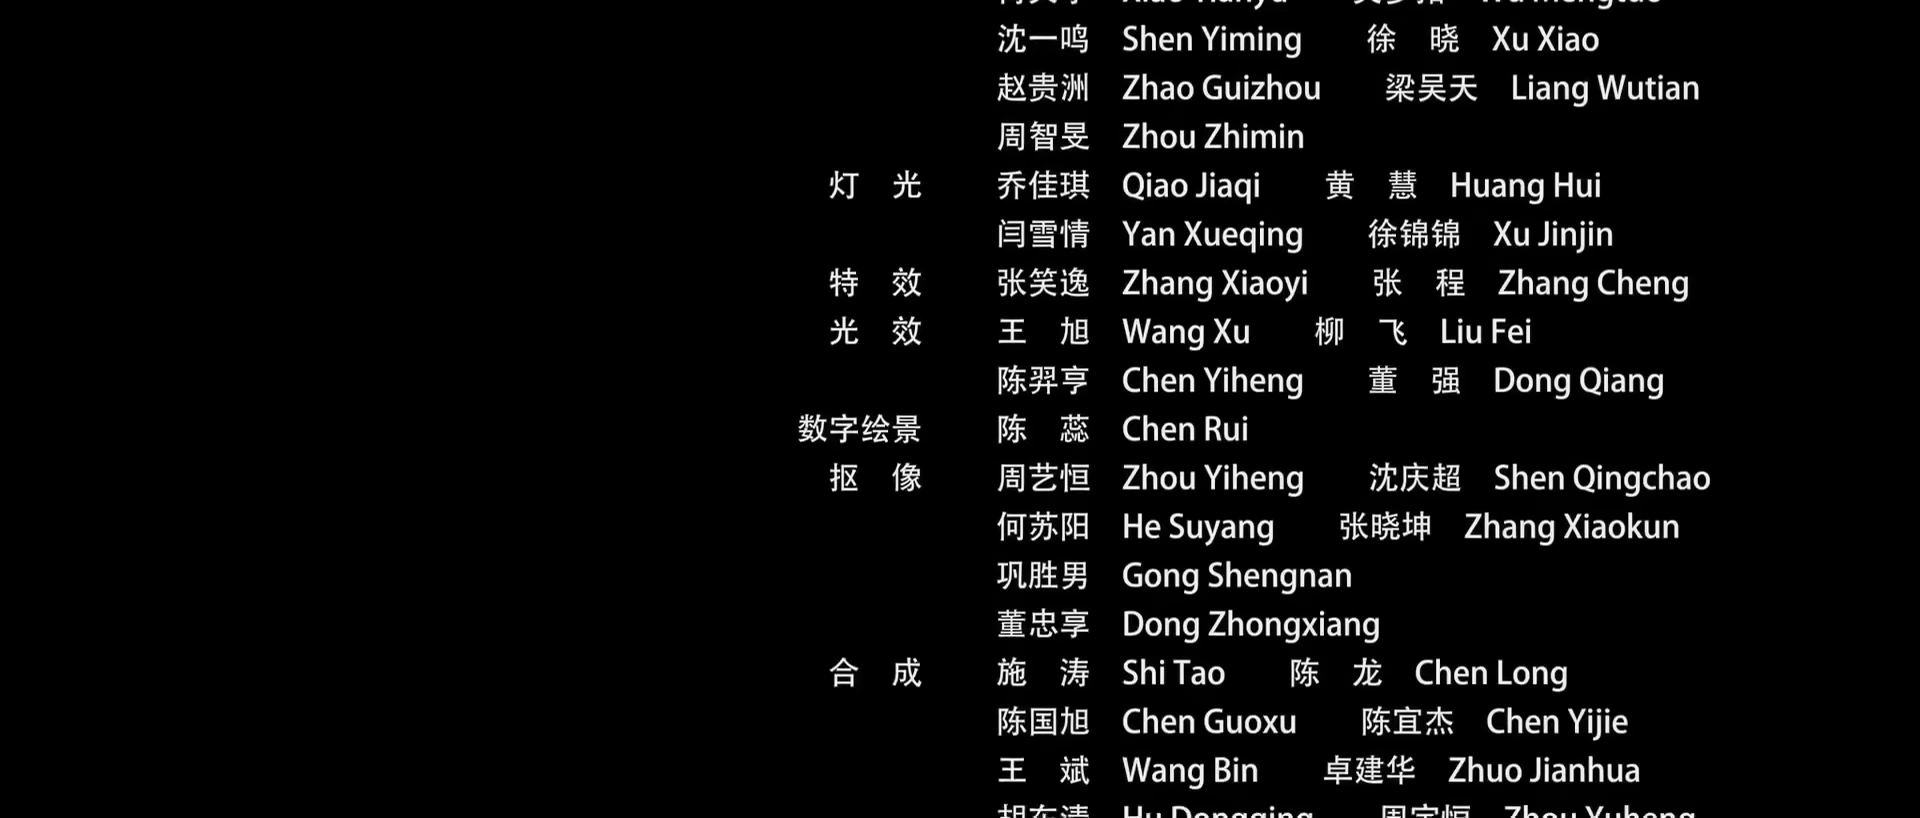 沈一鸣 Shen Yiming 徐 晓 Xu Xiao
赵贵洲 Zhao Guizhou 梁吴天 Liang Wutian
周智旻 Zhou Zhimin
灯 光 乔佳琪 Qiao Jiaqi 黄 慧 Huang Hui
闫雪情 Yan Xueqing 徐锦锦 Xu Jinjin
特 效 张笑逸 Zhang Xiaoyi 张 程 Zhang Cheng
光 效 王 旭 Wang Xu 柳 飞 Liu Fei
陈羿亨 Chen Yiheng 董 强 Dong Qiang
数字绘景 陈 蕊 Chen Rui
抠 像 周艺恒 Zhou Yiheng 沈庆超 Shen Qingchao
何苏阳 He Suyang 张晓坤 Zhang Xiaokun
巩胜男 Gong Shengnan
董忠享 Dong Zhongxiang
合 成 施 涛 Shi Tao 陈 龙 Chen Long
陈国旭 Chen Guoxu 陈宜杰 Chen Yijie
王 斌 Wang Bin 卓建华 Zhuo Jianhua
Hu Dongqing 周宇恒 Zhou Yuheng